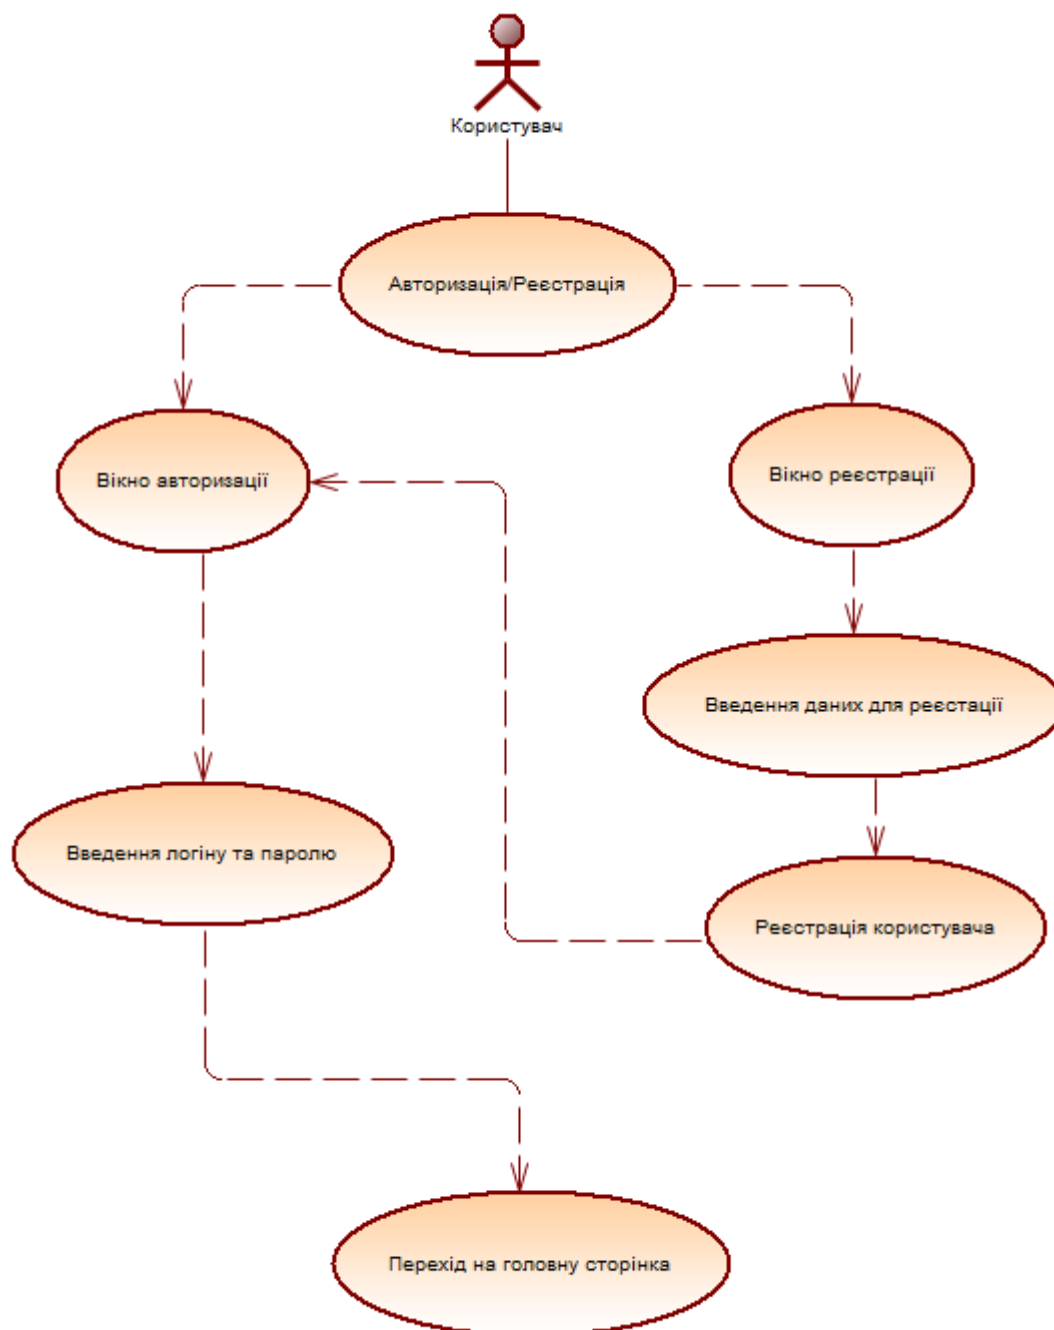 Користувач
Авторизація/Реєстрація
Вікно авторизації
Вікно реєстрації
Введення даних для реєстації
Введення логіну та паролю
Реєстрація користувача
Перехід на головну сторінка